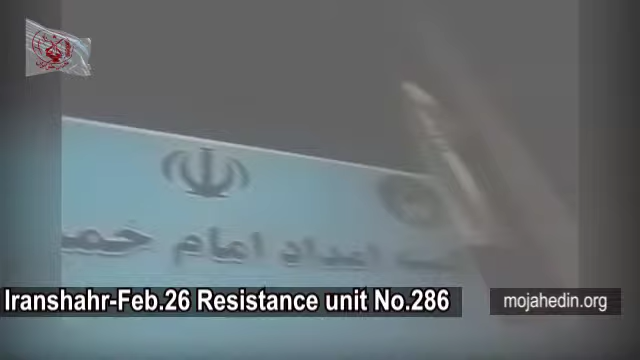 امداد امام
Iranshahr-Feb.26 Resistance unit No.286
mojahedin.org